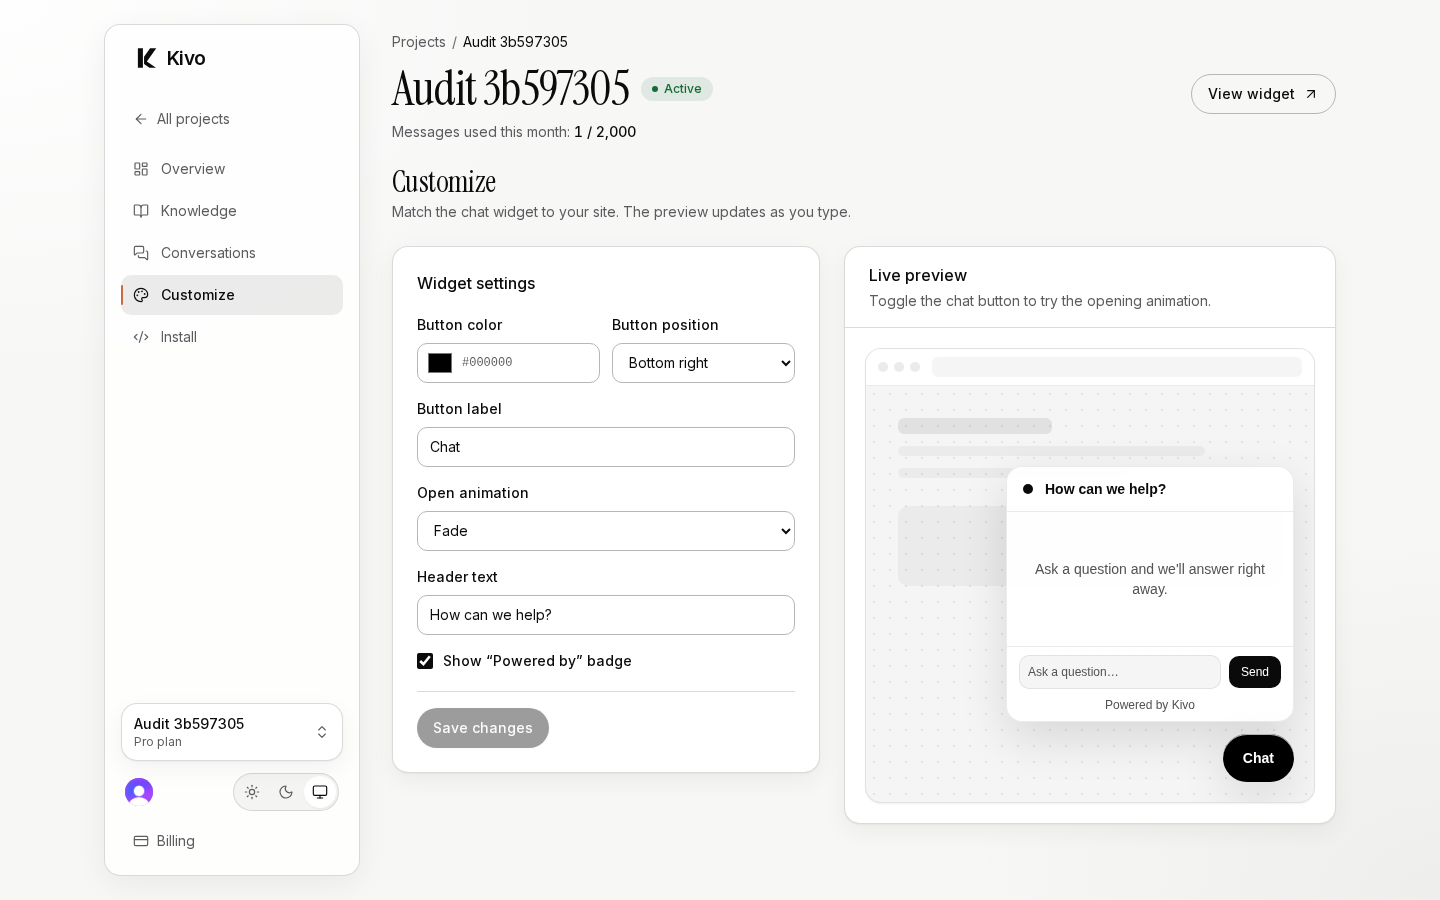 Kivo
All projects
Overview
Knowledge
Conversations
Customize
Install
Audit 3b597305
Pro plan
Billing
Projects / Audit 3b597305
Audit 3b597305
Active
View widget
Messages used this month: 1 / 2,000
Customize
Match the chat widget to your site. The preview updates as you type.
Widget settings
Button color
Button position
#000000
Bottom right
Button label
Chat
Open animation
Fade
Header text
How can we help?
Show “Powered by” badge
Save changes
Live preview
Toggle the chat button to try the opening animation.
How can we help?
Ask a question and we'll answer right
away.
Ask a question…
Send
Powered by Kivo
Chat